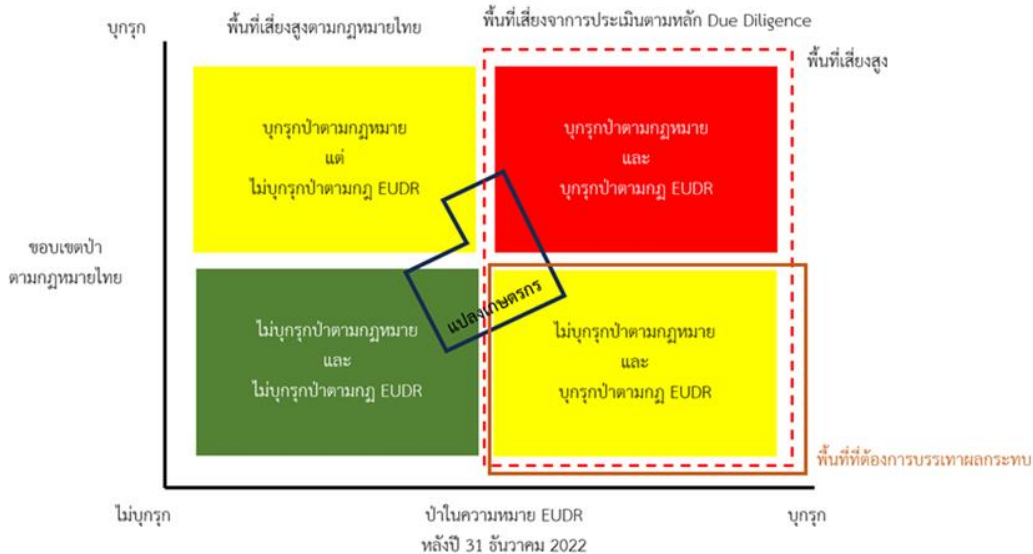 บุกรุก
พื้นที่เสี่ยงสูงตามกฎหมายไทย
พื้นที่เสี่ยงจาการประเมินตามหลัก Due Diligence
พื้นที่เสี่ยงสูง
บุกรุกป่าตามกฎหมาย
แต่
ไม่บุกรุกป่าตามกฎ EUDR
บุกรุกป่าตามกฎหมาย
และ
บุกรุกป่าตามกฎ EUDR
ขอบเขตป่า
ตามกฎหมายไทย
แปลงเกษตรกร
ไม่บุกรุกป่าตามกฎหมาย
และ
ไม่บุกรุกป่าตามกฎ EUDR
ไม่บุกรุกป่าตามกฎหมาย
และ
บุกรุกป่าตามกฎ EUDR
พื้นที่ที่ต้องการบรรเทาผลกระทบ
ไม่บุกรุก
ป่าในความหมาย EUDR
บุกรุก
หลังปี 31 ธันวาคม 2022